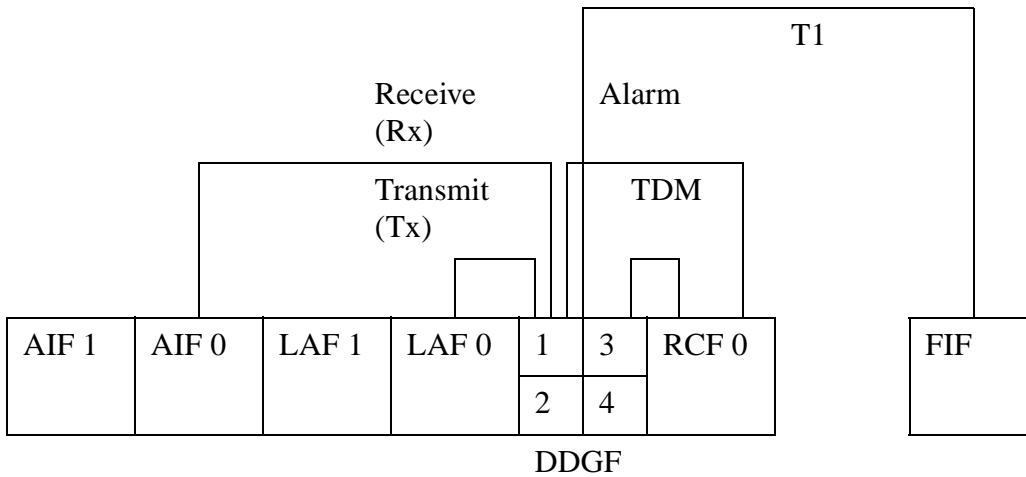 T1
Receive
(Rx)
Alarm
Transmit
(Tx)
TDM
AIF 1
AIF 0
LAF 1
LAF 0
1
3
RCF 0
FIF
2
4
DDGF